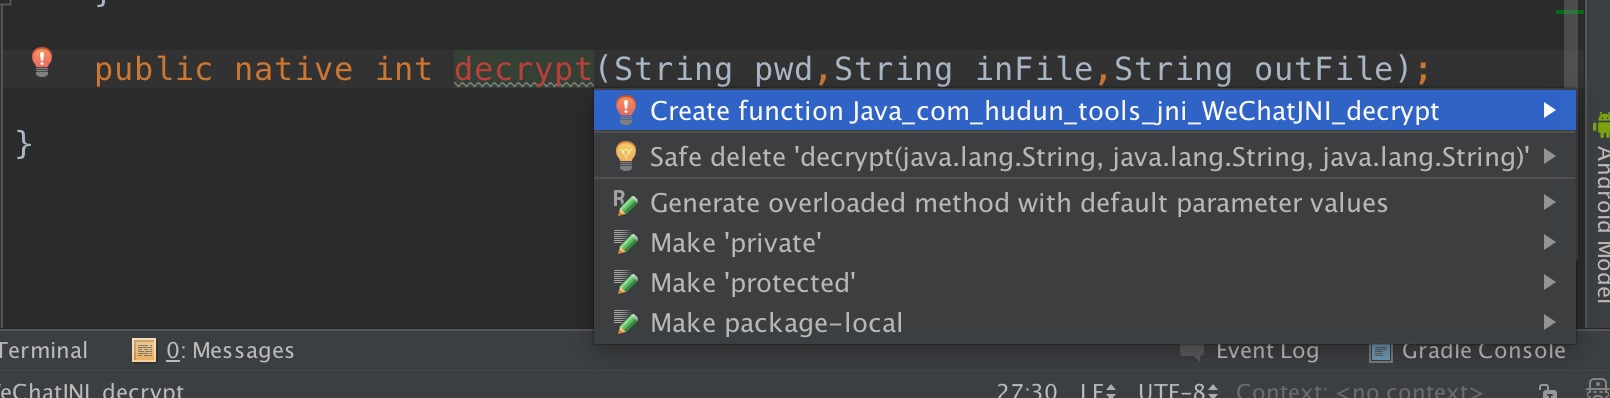 }
public native int decrypt(String pwd,String inFile,String outFile);
Create function Java_com_hudun_tools_jni_WeChatJNI_decrypt
}
Safe delete 'decrypt(java.lang.String, java.lang.String, java.lang.String)'
Generate overloaded method with default parameter values
Make 'private'
Make 'protected'
Make package-local
Android Model
Terminal
0: Messages
Event Log
Gradle Console
eChatJNI_decrypt
27:30 LF UTF-8 Context: <no context>